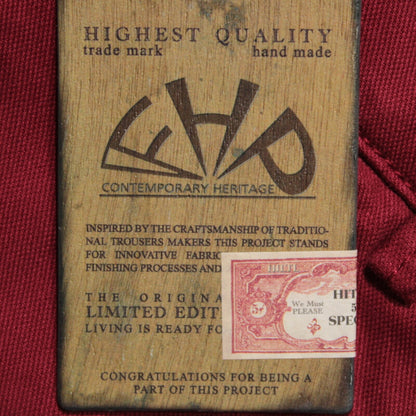 HIGHEST QUALITY
trade mark hand made
FHP
CONTEMPORARY HERITAGE
INSPIRED BY THE CRAFTSMANSHIP OF TRADITIO-
NAL TROUSERS MAKERS THIS PROJECT STANDS
FOR INNOVATIVE FABRIC
FINISHING PROCESSES AND
THE ORIGINA
LIMITED EDIT
LIVING IS READY FO
We Must
PLEASE
HIT
5
SPEC
CONGRATULATIONS FOR BEING A
PART OF THIS PROJECT